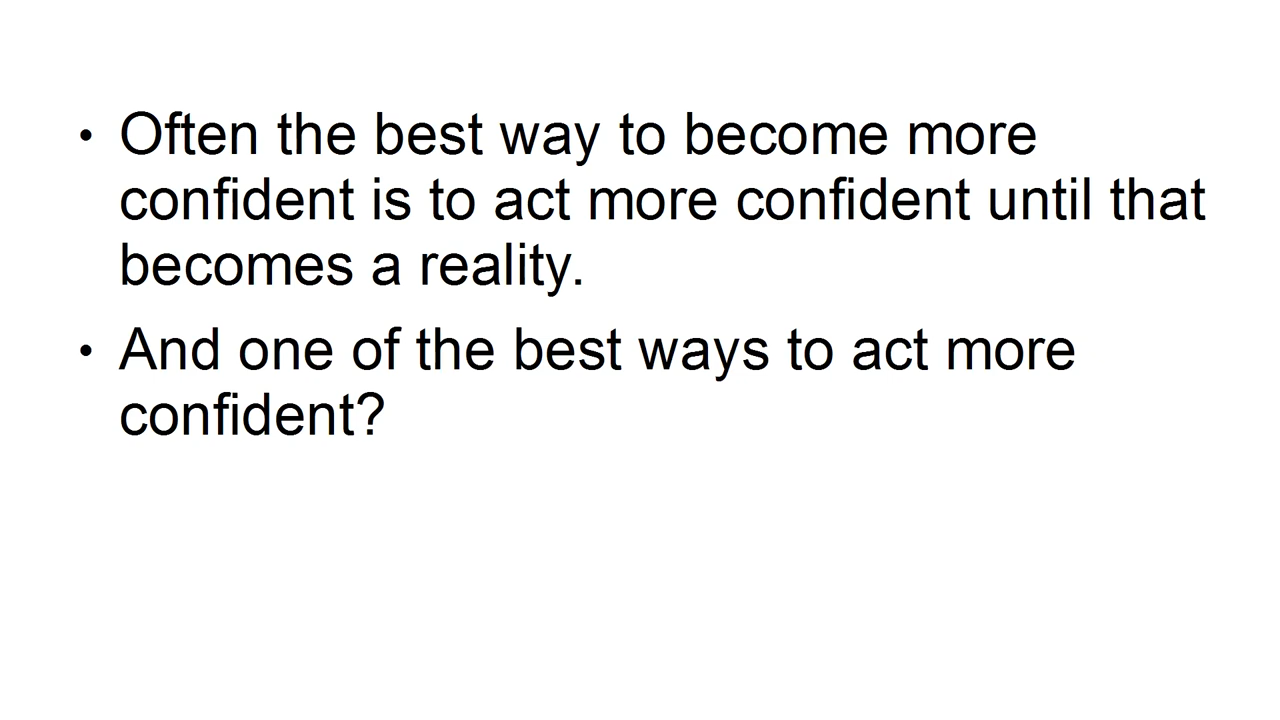 • Often the best way to become more
confident is to act more confident until that
becomes a reality.
• And one of the best ways to act more
confident?